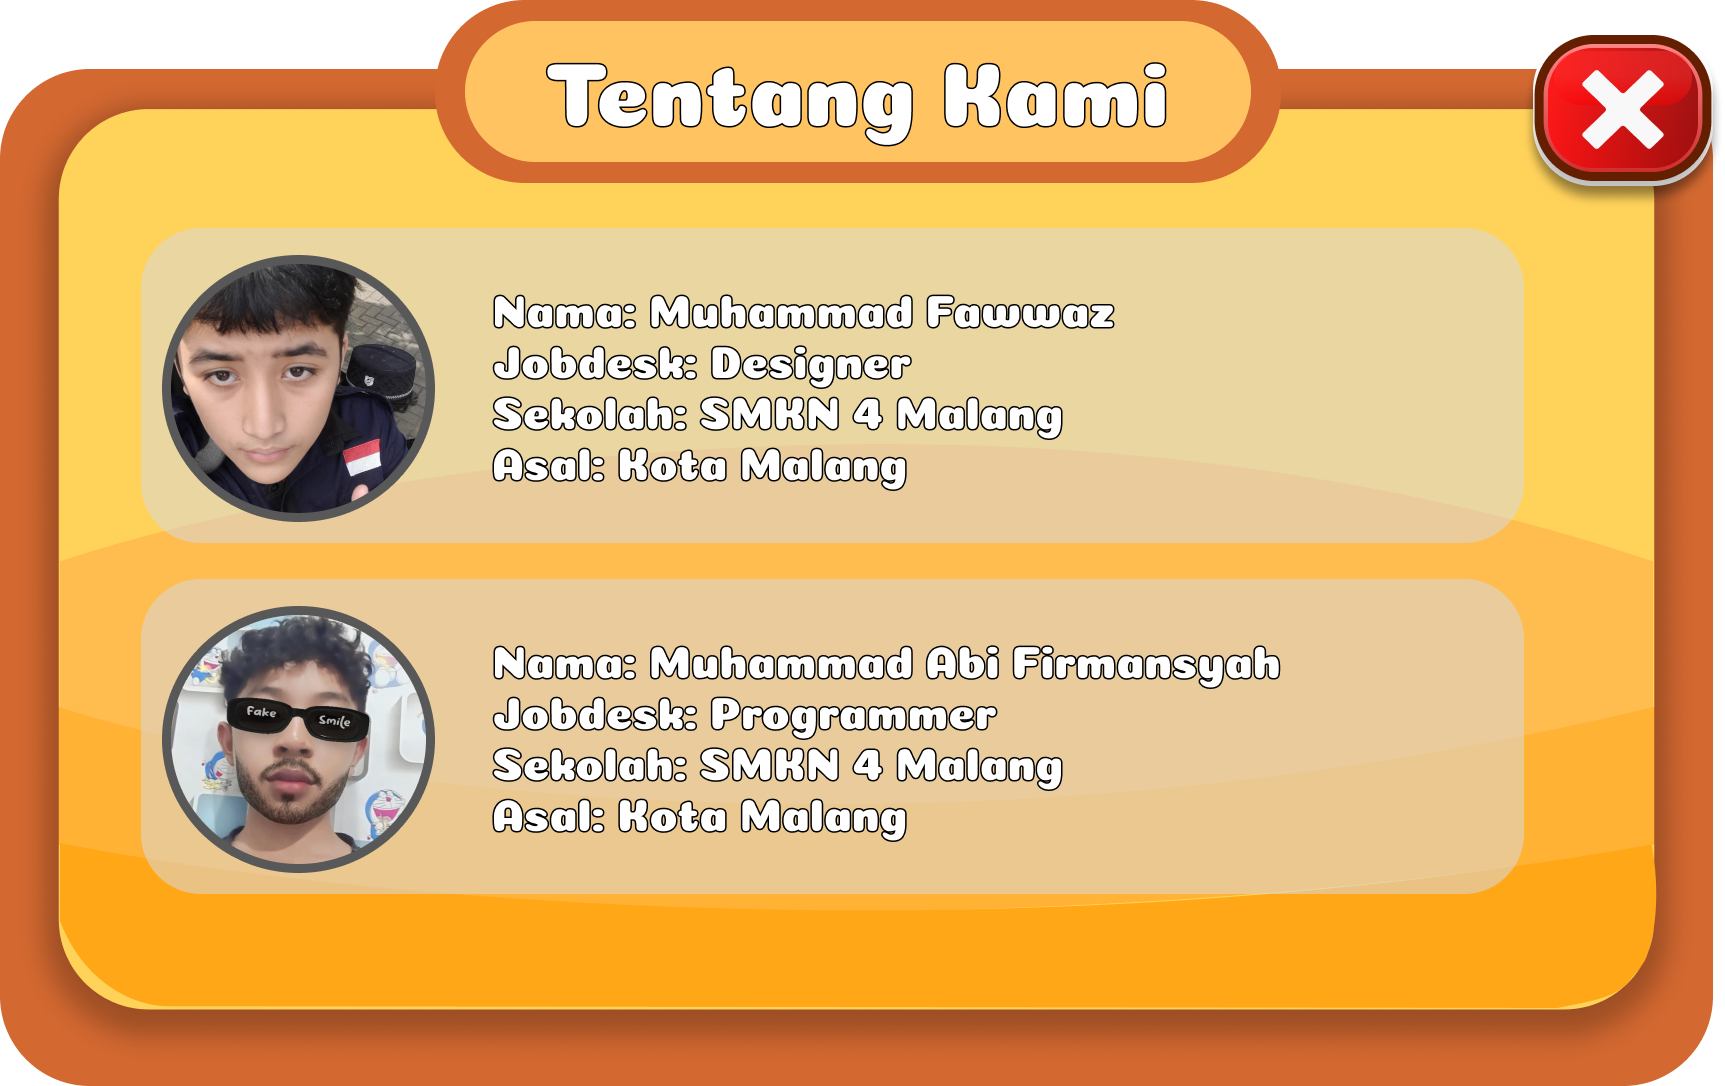 Tentang Kami
Nama: Muhammad Fawwaz
Jobdesk: Designer
Sekolah: SMKN 4 Malang
Asal: Kota Malang
Fake Smile
Nama: Muhammad Abi Firmansyah
Jobdesk: Programmer
Sekolah: SMKN 4 Malang
Asal: Kota Malang